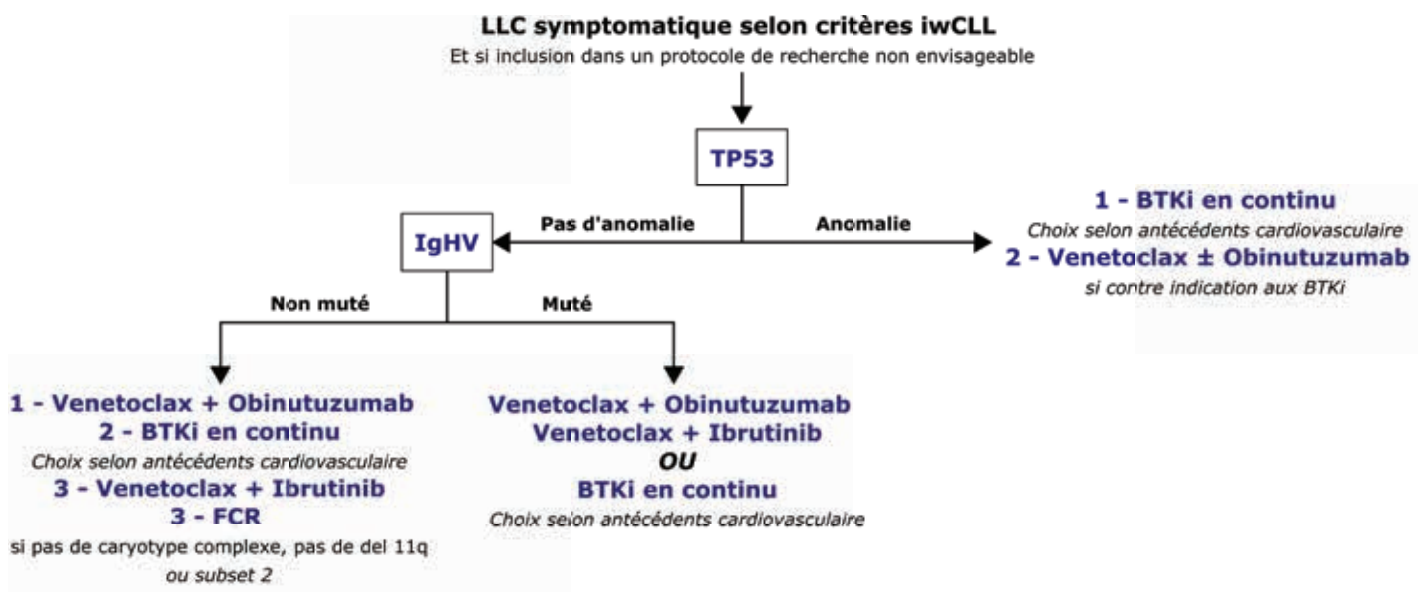 LLC symptomatique selon critères iwCLL
Et si inclusion dans un protocole de recherche non envisageable
TP53
Pas d'anomalie
Anomalie
IgHV
1 - BTKi en continu
Choix selon antécédents cardiovasculaire
2 - Venetoclax ± Obinutuzumab
si contre indication aux BTKi
Non muté
Muté
1 - Venetoclax + Obinutuzumab
2 - BTKi en continu
Choix selon antécédents cardiovasculaire
3 - Venetoclax + Ibrutinib
3 - FCR
si pas de caryotype complexe, pas de del 11q
ou subset 2
Venetoclax + Obinutuzumab
Venetoclax + Ibrutinib
OU
BTKi en continu
Choix selon antécédents cardiovasculaire